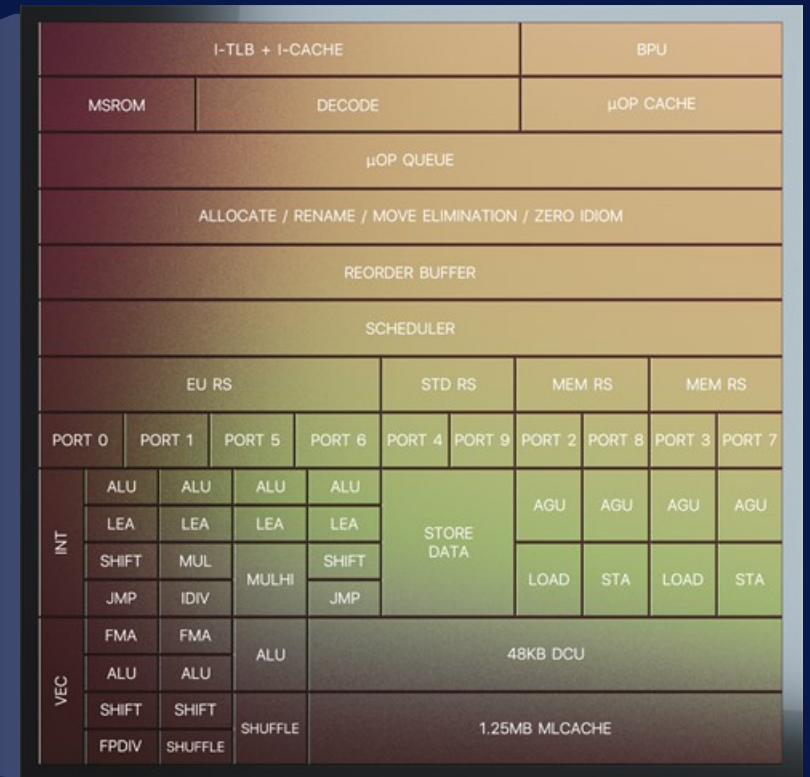 I-TLB + I-CACHE BPU
MSROM DECODE μOP CACHE
μOP QUEUE
ALLOCATE / RENAME / MOVE ELIMINATION / ZERO IDIOM
REORDER BUFFER
SCHEDULER
EU RS STD RS MEM RS MEM RS
PORT 0 PORT 1 PORT 5 PORT 6 PORT 4 PORT 9 PORT 2 PORT 8 PORT 3 PORT 7
INT
ALU ALU ALU ALU
LEA LEA LEA LEA
SHIFT MUL MULHI SHIFT
JMP IDIV JMP
STORE
DATA
AGU AGU AGU AGU
LOAD STA LOAD STA
VEC
FMA FMA ALU
ALU ALU
SHIFT SHIFT SHUFFLE
FPDIV SHUFFLE
48KB DCU
1.25MB MLCACHE